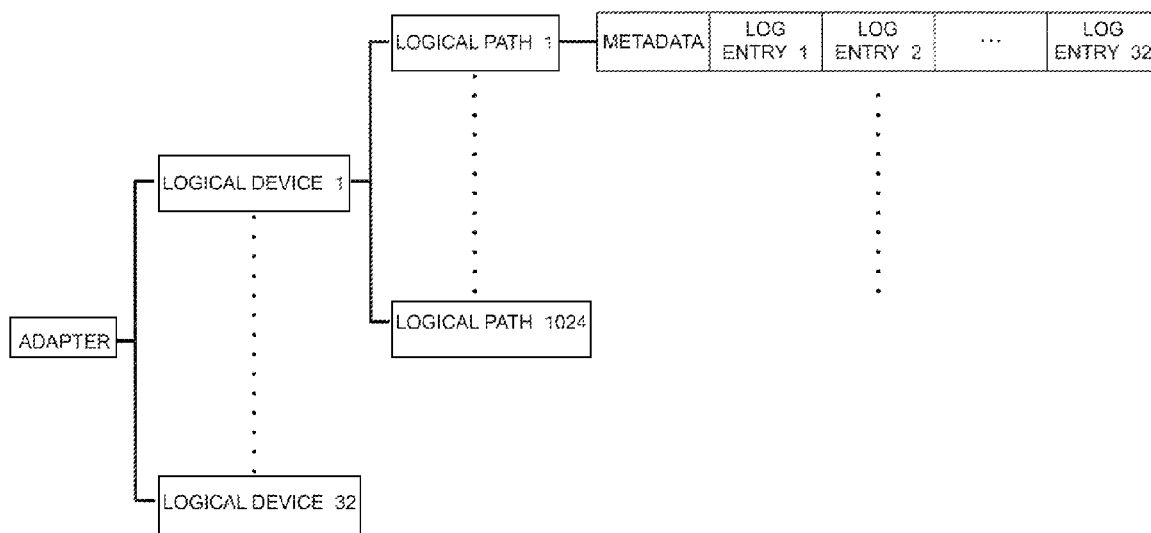 LOGICAL PATH 1
METADATA
LOG ENTRY 1
LOG ENTRY 2
...
LOG ENTRY 32
LOGICAL DEVICE 1
LOGICAL PATH 1024
ADAPTER
LOGICAL DEVICE 32